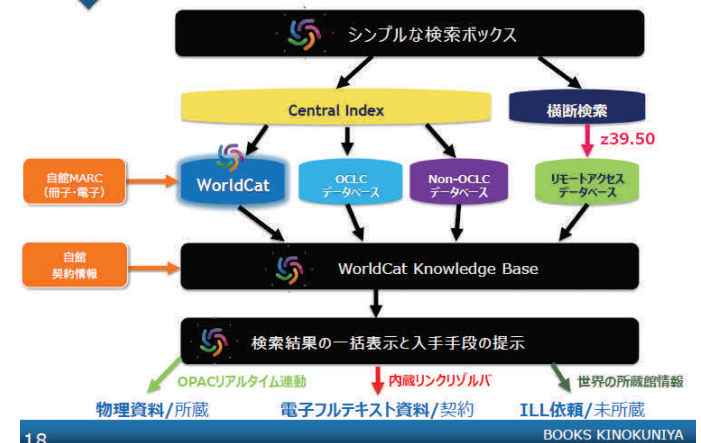 シンプルな検索ボックス
Central Index
横断検索
z39.50
自館MARC
(冊子・電子)
WorldCat
OCLC
データベース
Non-OCLC
データベース
リモートアクセス
データベース
自館
契約情報
WorldCat Knowledge Base
検索結果の一括表示と入手手段の提示
OPACリアルタイム連動
内蔵リンクリゾルバ
世界の所蔵館情報
物理資料/所蔵
電子フルテキスト資料/契約
ILL依頼/未所蔵
18
BOOKS KINOKUNIYA